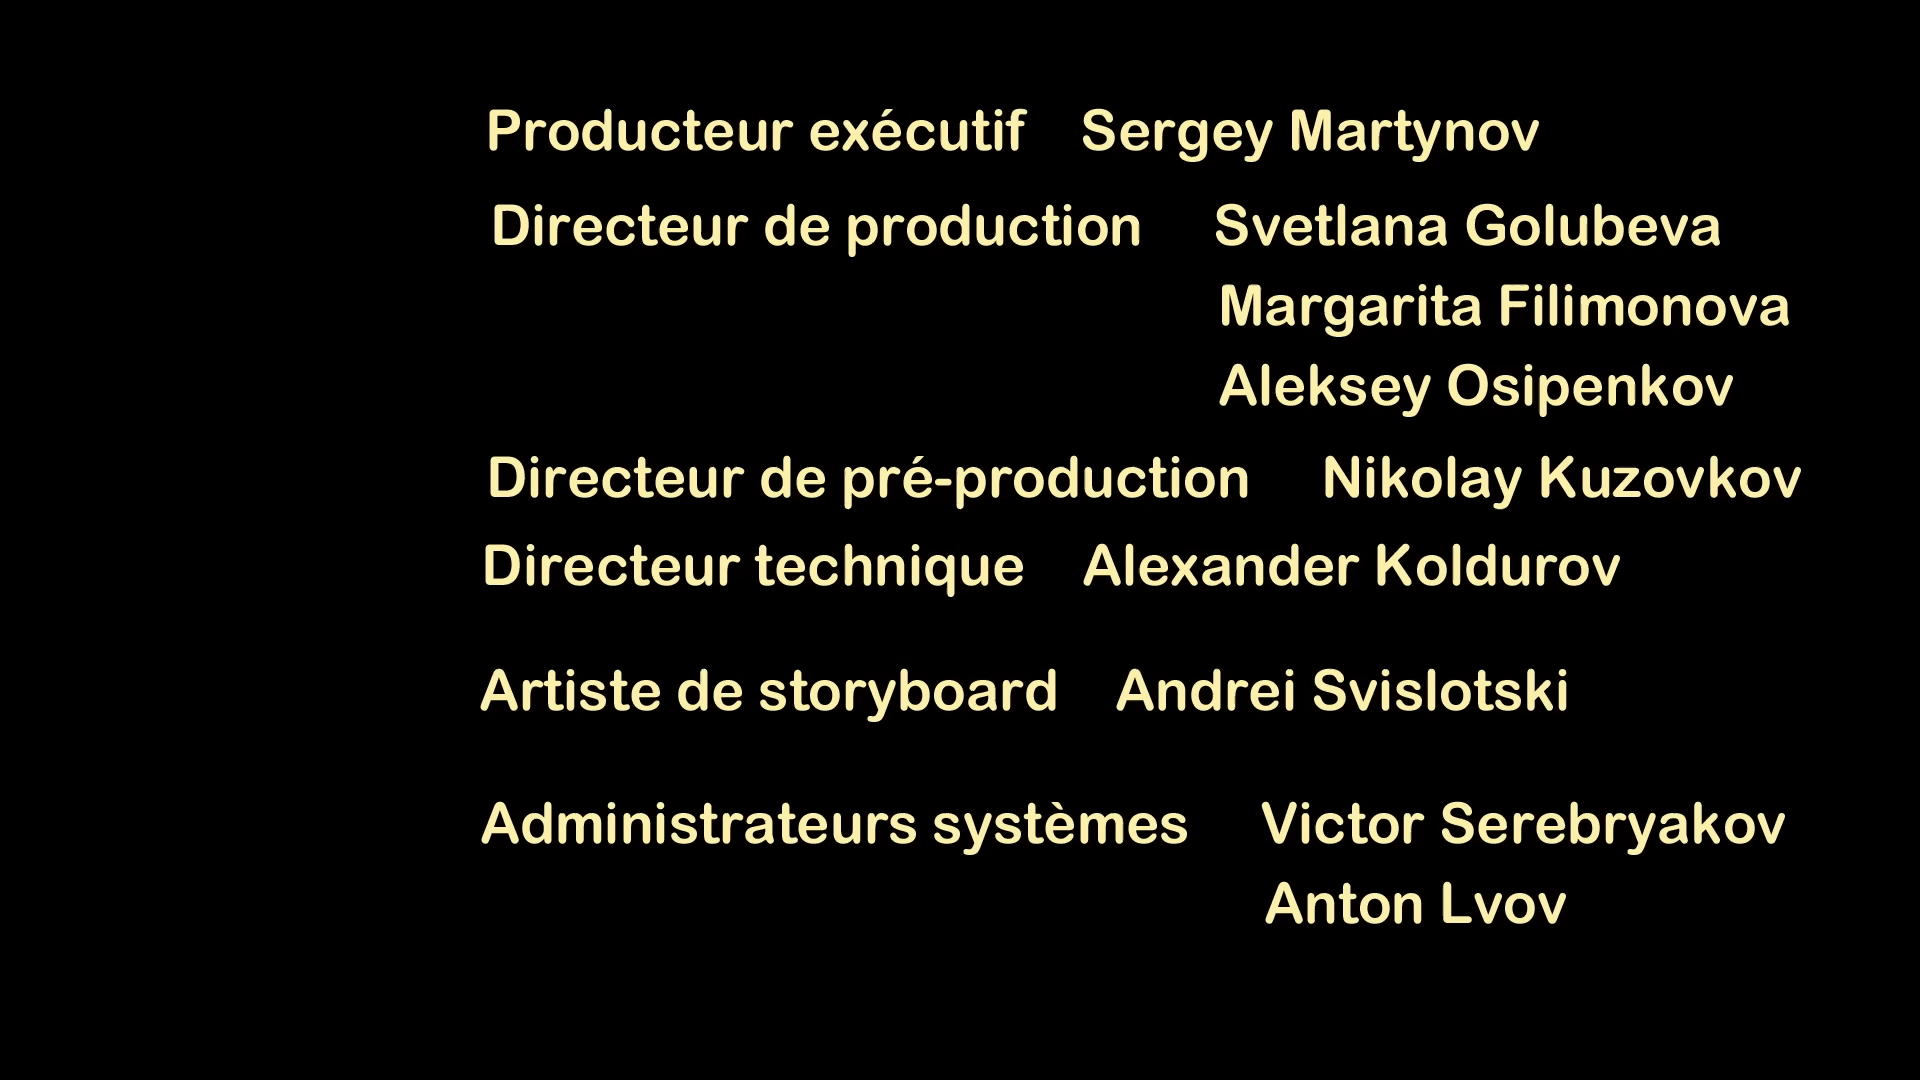 Producteur exécutif Sergey Martynov
Directeur de production Svetlana Golubeva
Margarita Filimonova
Aleksey Osipenkov
Directeur de pré-production Nikolay Kuzovkov
Directeur technique Alexander Koldurov
Artiste de storyboard Andrei Svislotski
Administrateurs systèmes Victor Serebryakov
Anton Lvov